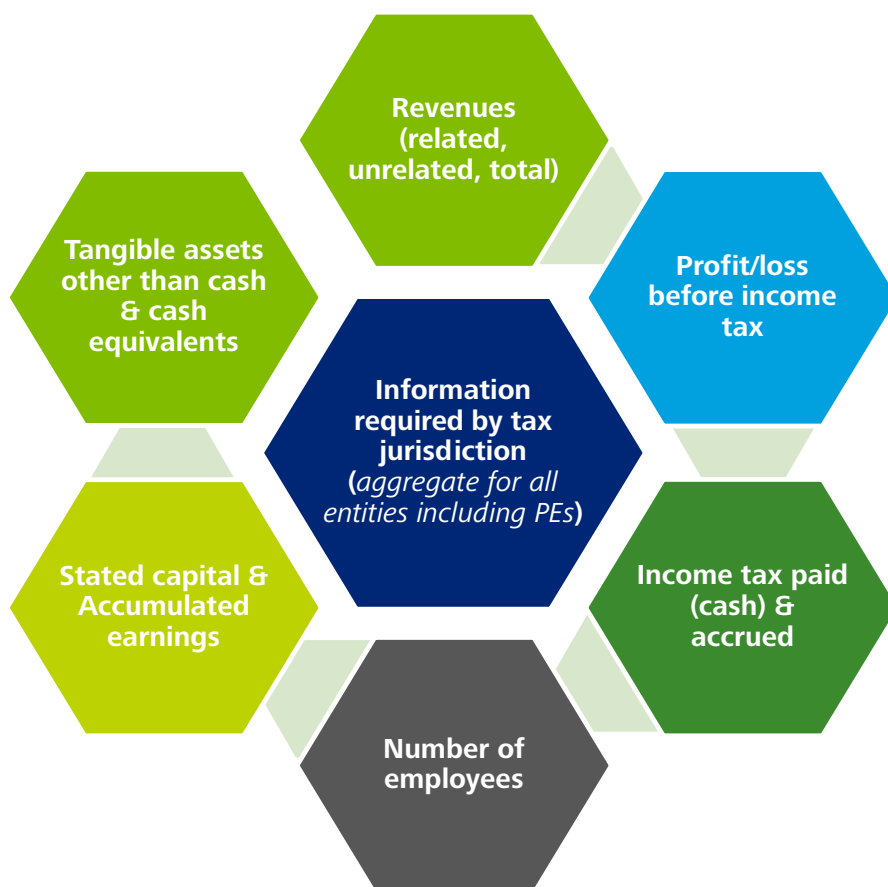 Revenues
(related,
unrelated, total)
Profit/loss
before income
tax
Income tax paid
(cash) &
accrued
Number of
employees
Stated capital &
Accumulated
earnings
Tangible assets
other than cash
& cash
equivalents
Information
required by tax
jurisdiction
(aggregate for all
entities including PEs)